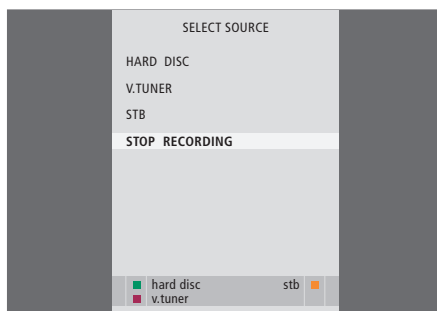 SELECT SOURCE
HARD DISC
V.TUNER
STB
STOP RECORDING
hard disc stb
v.tuner